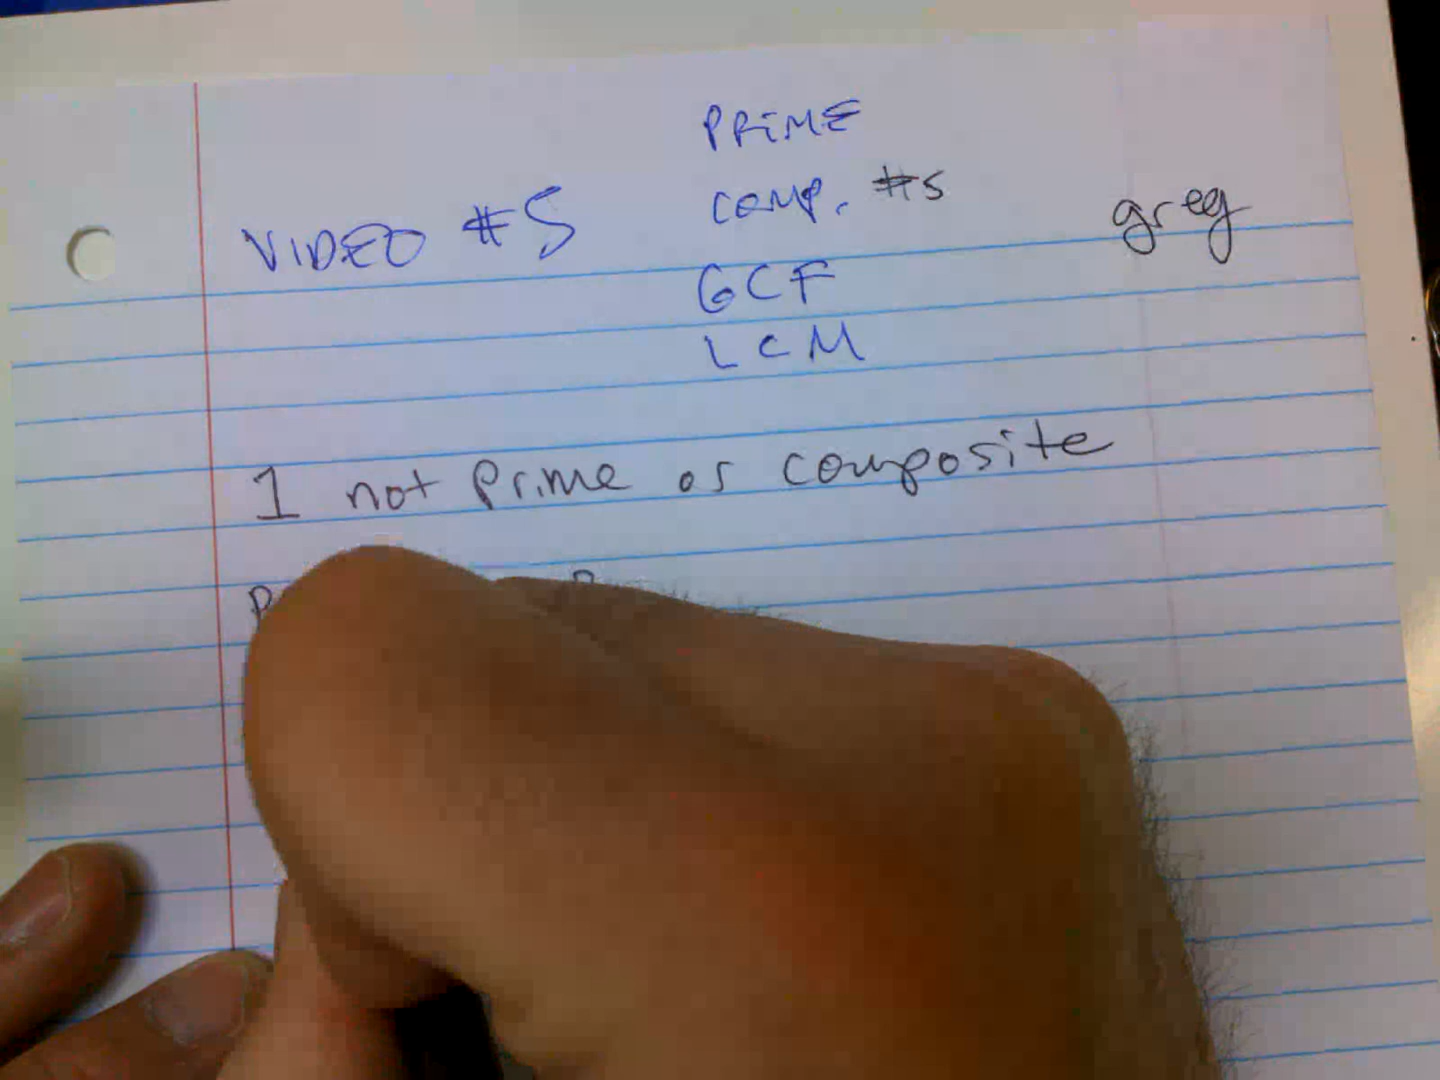 PRIME
COMP. #s
VIDEO #5
greg
GCF
LCM
1 not Prime or composite